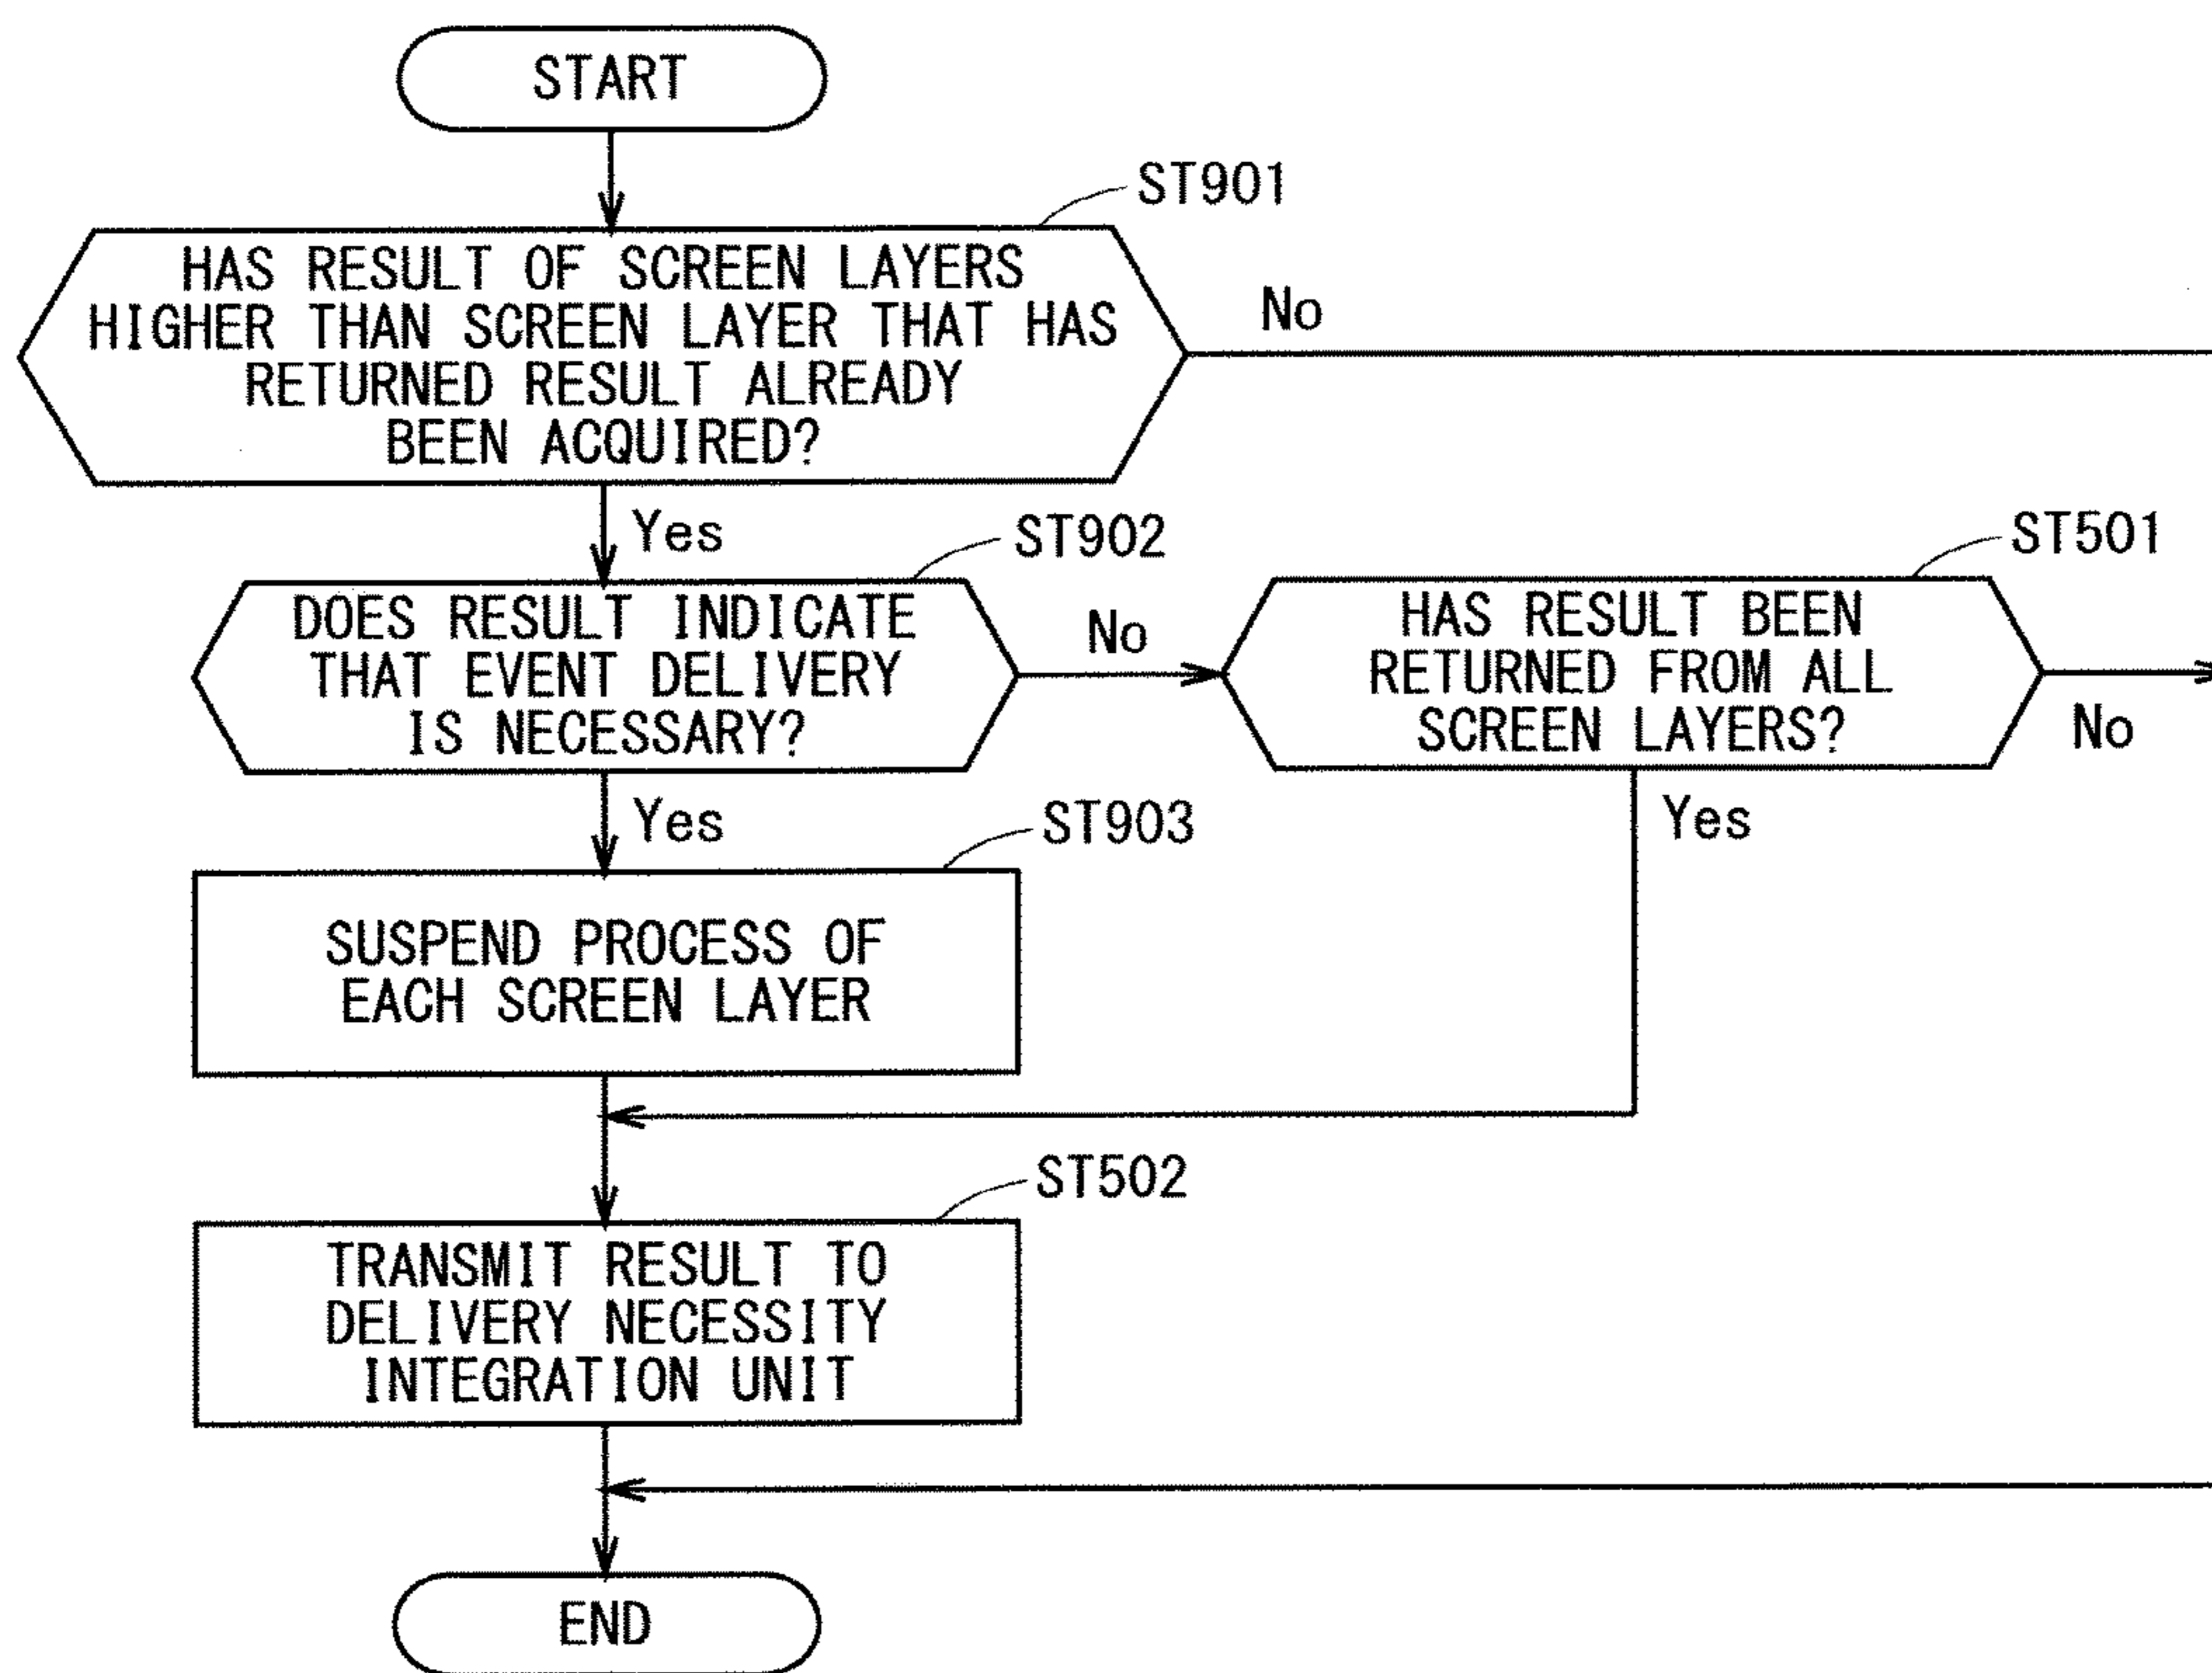 START
ST901
HAS RESULT OF SCREEN LAYERS
HIGHER THAN SCREEN LAYER THAT HAS
RETURNED RESULT ALREADY
BEEN ACQUIRED?
No
Yes
ST902
DOES RESULT INDICATE
THAT EVENT DELIVERY
IS NECESSARY?
No
ST501
HAS RESULT BEEN
RETURNED FROM ALL
SCREEN LAYERS?
No
Yes
Yes
ST903
SUSPEND PROCESS OF
EACH SCREEN LAYER
ST502
TRANSMIT RESULT TO
DELIVERY NECESSITY
INTEGRATION UNIT
END